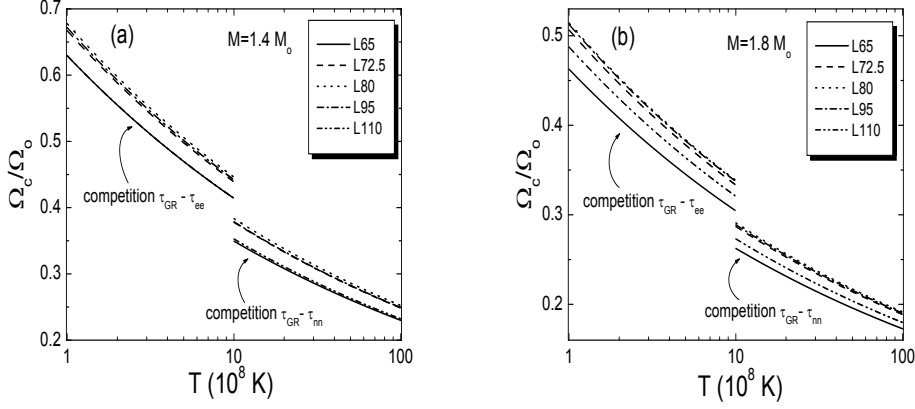 0.7
0.6
0.5
0.4
0.3
0.2
Ω_c/Ω_o
(a)
M=1.4 M_o
L65
L72.5
L80
L95
L110
competition τ_GR - τ_ee
competition τ_GR - τ_nn
1
10
100
T (10^8 K)
0.5
0.4
0.3
0.2
Ω_c/Ω_o
(b)
M=1.8 M_o
L65
L72.5
L80
L95
L110
competition τ_GR - τ_ee
competition τ_GR - τ_nn
1
10
100
T (10^8 K)